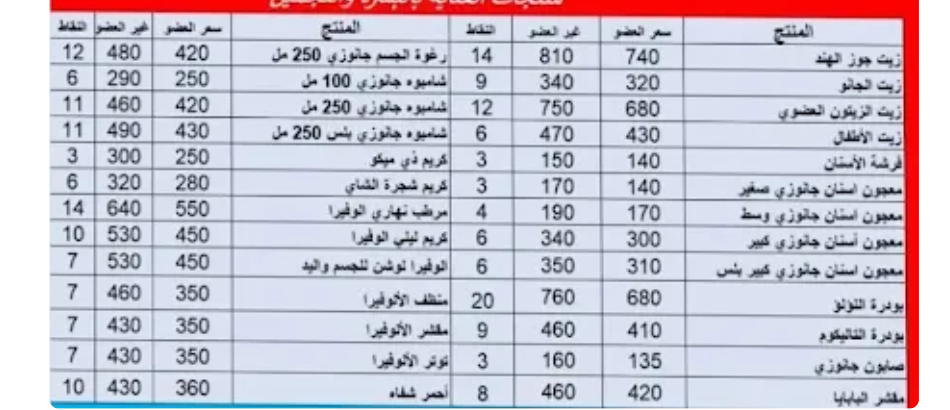 منتجات العناية بالبشرة والتجميل
المنتج سعر العضو غير العضو النقاط المنتج سعر العضو غير العضو النقاط
زيت جوز الهند 740 810 14 رغوة الجسم جانوزي 250 مل 420 480 12
زيت الجانو 320 340 9 شامبوه جانوزي 100 مل 250 290 6
زيت الزيتون العضوي 680 750 12 شامبوه جانوزي 250 مل 420 460 11
زيت الأطفال 430 470 6 شامبوه جانوزي بلس 250 مل 430 490 11
فرشة الأسنان 140 150 3 كريم ذي ميكو 250 300 3
معجون اسنان جانوزي صغير 140 170 3 كريم شجرة الشاي 280 320 6
معجون اسنان جانوزي وسط 170 190 4 مرطب نهاري الوفيرا 550 640 14
معجون أسنان جانوزي كبير 300 340 6 كريم ليلي الوفيرا 450 530 10
معجون اسنان جانوزي كبير بلس 310 350 6 الوفيرا لوشن للجسم واليد 450 530 7
بودرة اللؤلؤ 680 760 20 منظف الألوفيرا 350 460 7
بودرة التاليكوم 410 460 9 مقشر الألوفيرا 350 430 7
صابون جانوزي 135 160 3 تونر الألوفيرا 350 430 7
مقشر البابايا 420 460 8 أحمر شفاه 360 430 10